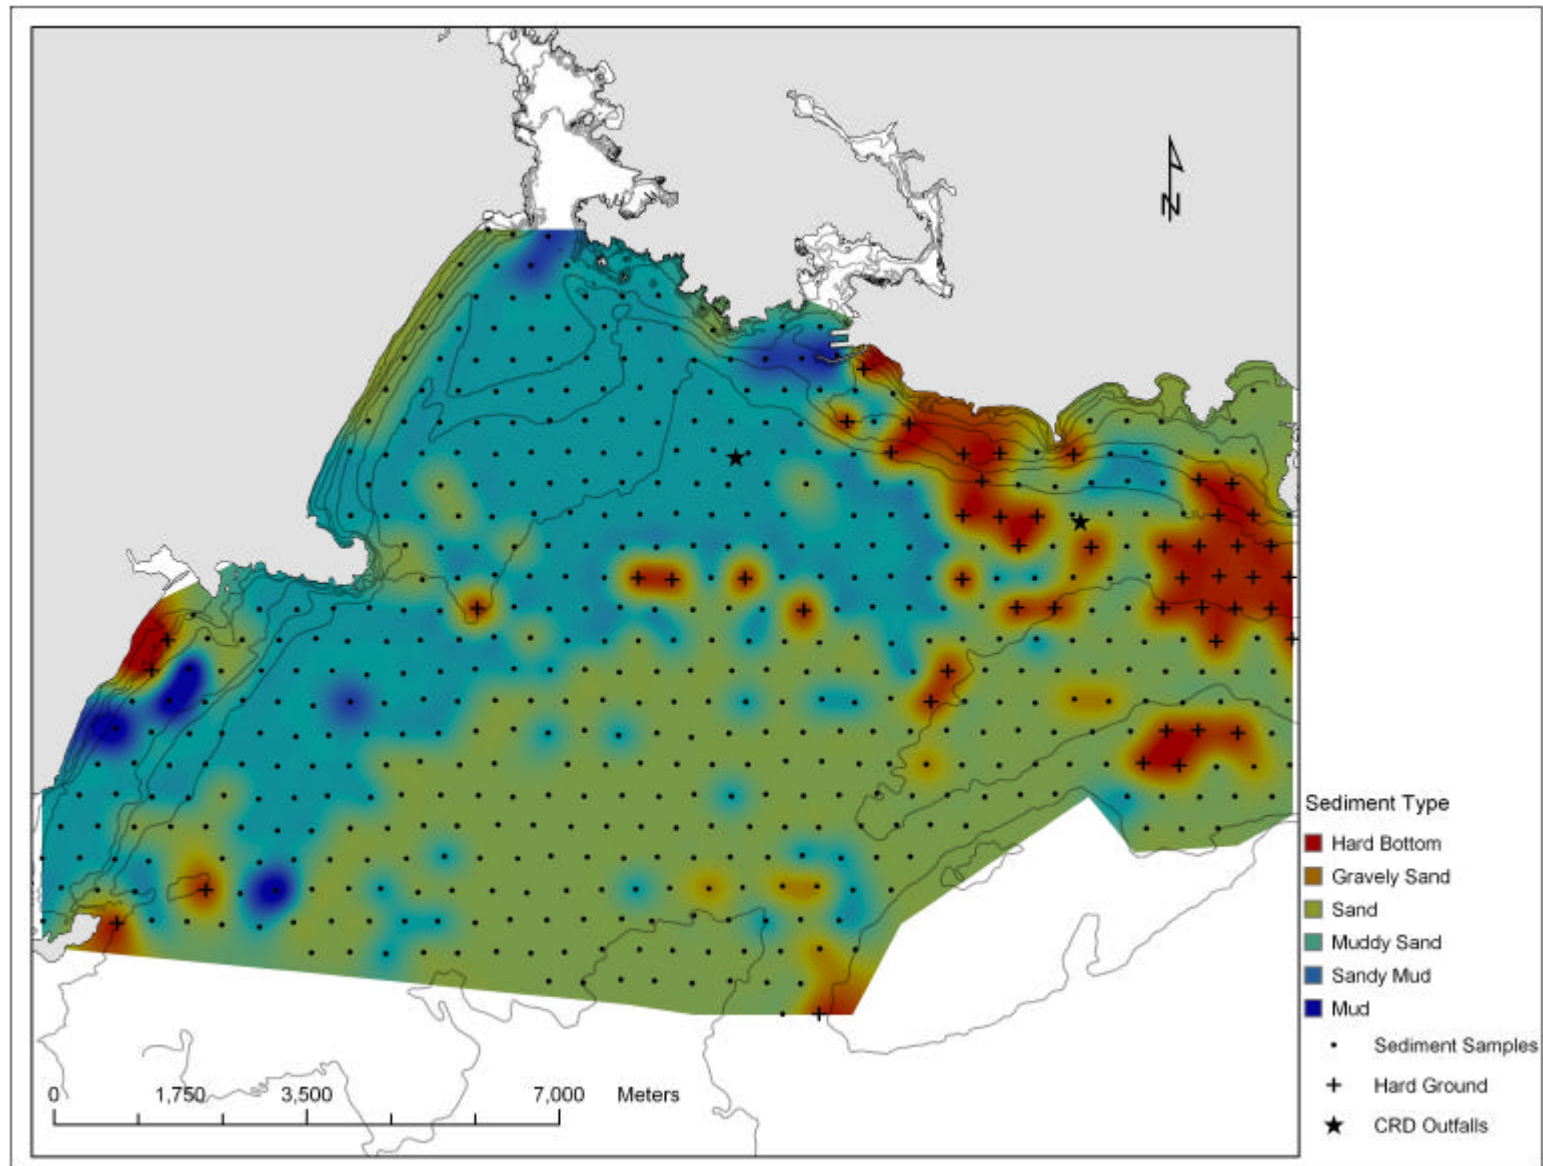 N
Sediment Type
Hard Bottom
Gravely Sand
Sand
Muddy Sand
Sandy Mud
Mud
Sediment Samples
Hard Ground
CRD Outfalls
0 1,750 3,500 7,000 Meters